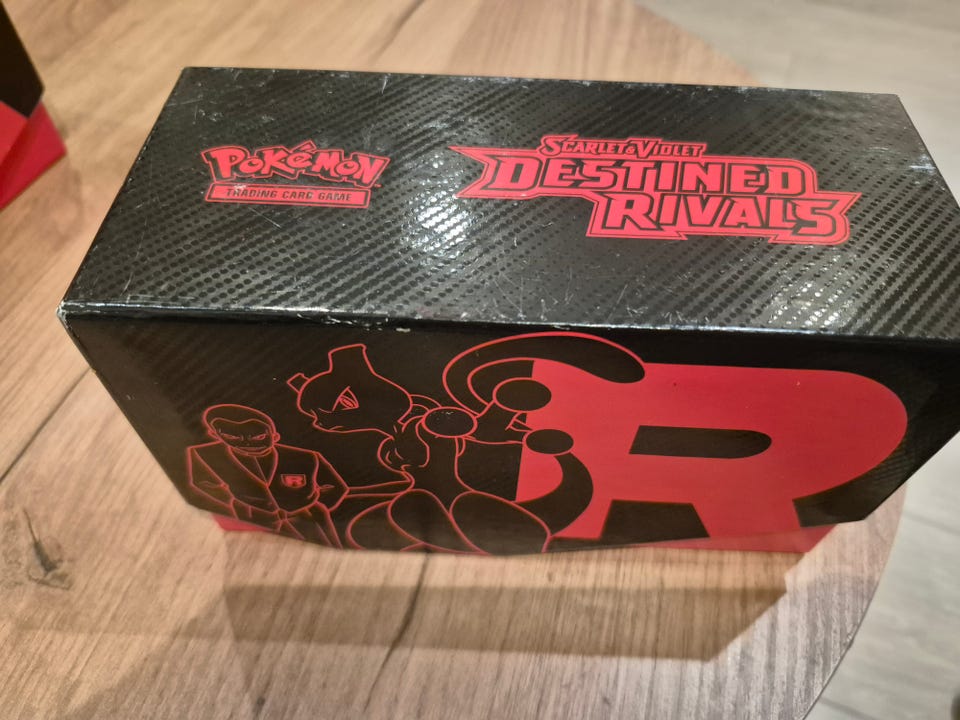 POKéMON
TRADING CARD GAME
SCARLET & VIOLET
DESTINED
RIVALS
R
R